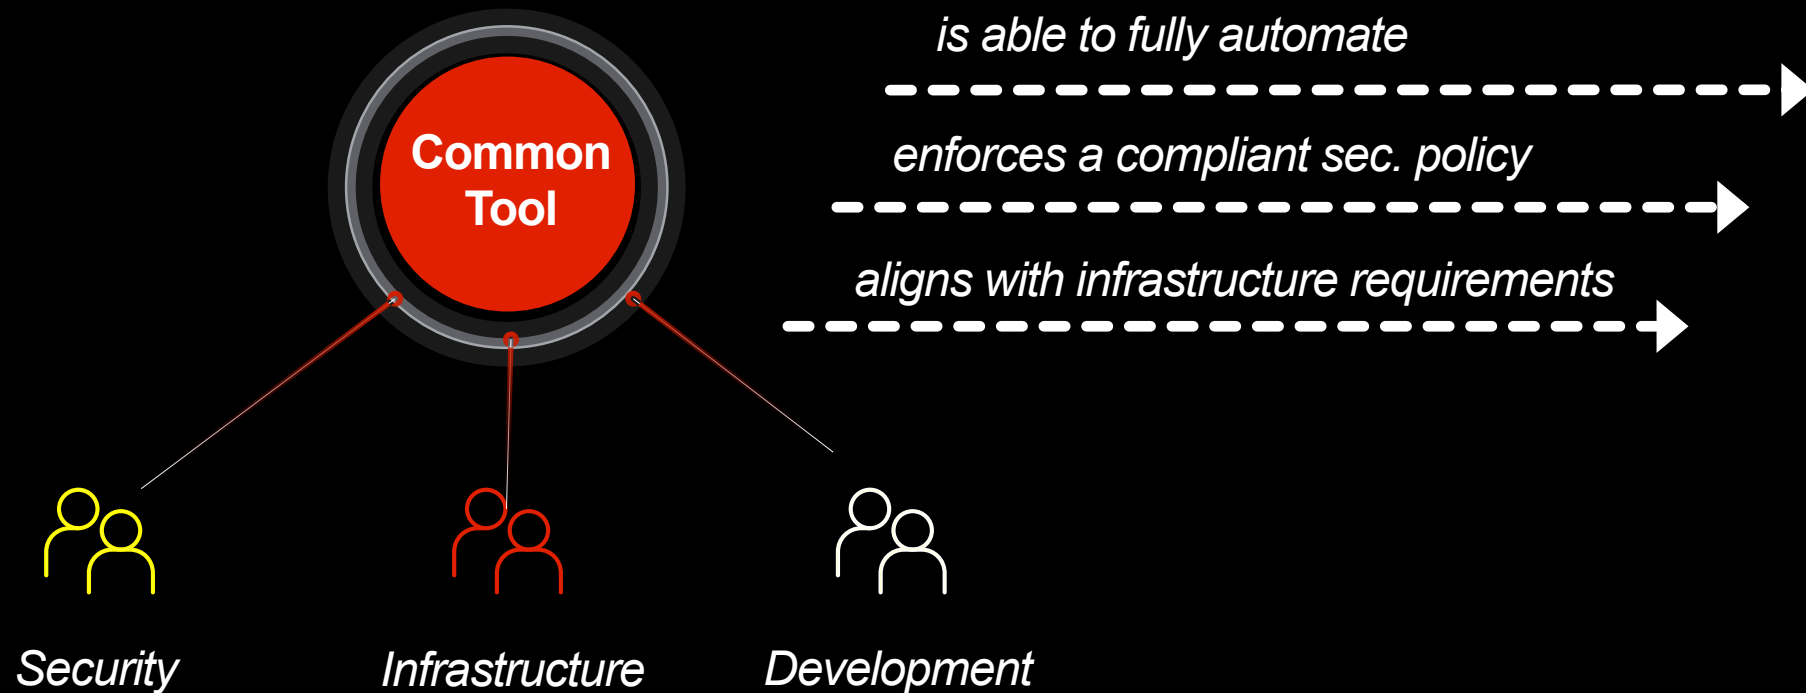 Common
Tool
is able to fully automate
enforces a compliant sec. policy
aligns with infrastructure requirements
Security
Infrastructure
Development